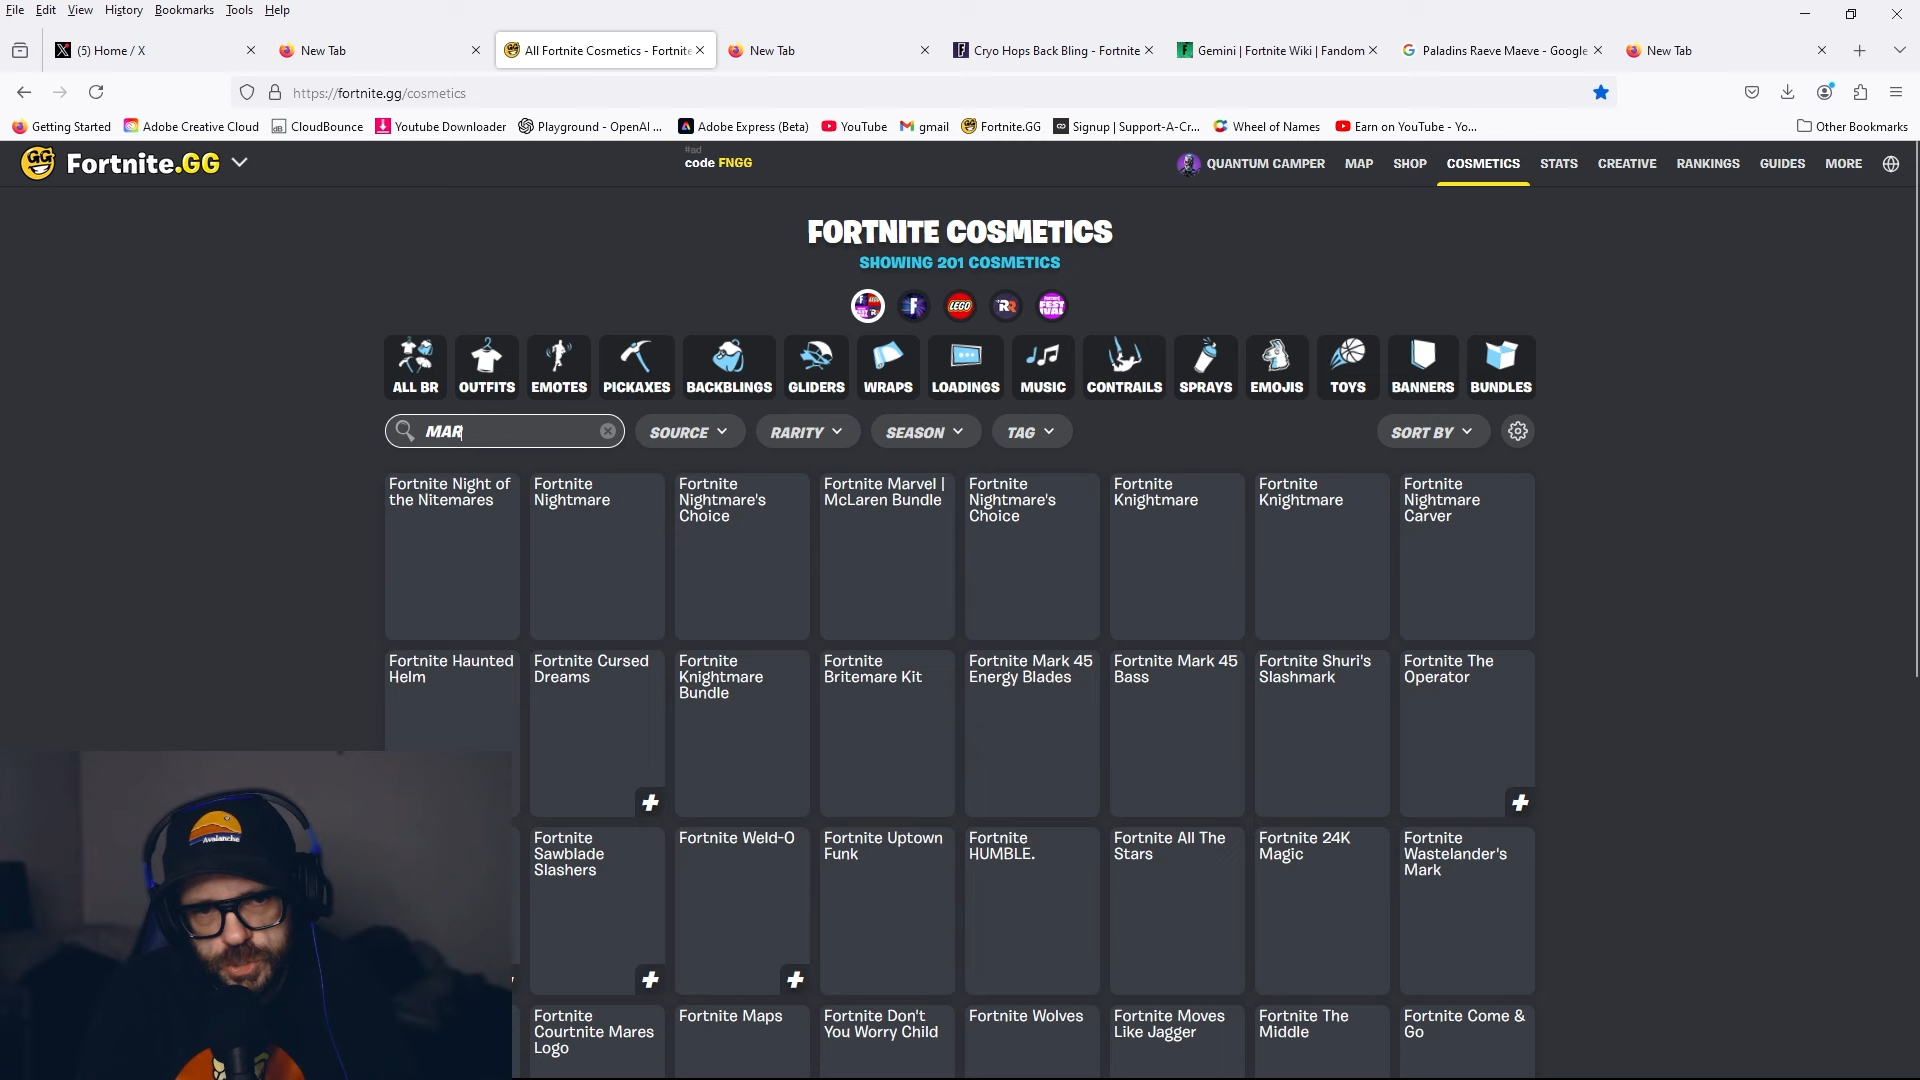 File Edit View History Bookmarks Tools Help
(5) Home / X
New Tab
All Fortnite Cosmetics - Fortnite
New Tab
Cryo Hops Back Bling - Fortnite
Gemini | Fortnite Wiki | Fandom
Paladins Raeve Maeve - Google
New Tab
https://fortnite.gg/cosmetics
Getting Started
Adobe Creative Cloud
CloudBounce
Youtube Downloader
Playground - OpenAI ...
Adobe Express (Beta)
YouTube
gmail
Fortnite.GG
Signup | Support-A-Cr...
Wheel of Names
Earn on YouTube - Yo...
Other Bookmarks
GG
Fortnite.GG
#ad
code FNGG
QUANTUM CAMPER MAP SHOP COSMETICS STATS CREATIVE RANKINGS GUIDES MORE
FORTNITE COSMETICS
SHOWING 201 COSMETICS
ALL BR OUTFITS EMOTES PICKAXES BACKBLINGS GLIDERS WRAPS LOADINGS MUSIC CONTRAILS SPRAYS EMOJIS TOYS BANNERS BUNDLES
MAR
SOURCE RARITY SEASON TAG SORT BY
Fortnite Night of
the Nitemares
Fortnite
Nightmare
Fortnite
Nightmare's
Choice
Fortnite Marvel |
McLaren Bundle
Fortnite
Nightmare's
Choice
Fortnite
Knightmare
Fortnite
Knightmare
Fortnite
Nightmare
Carver
Fortnite Haunted
Helm
Fortnite Cursed
Dreams
Fortnite
Knightmare
Bundle
Fortnite
Britemare Kit
Fortnite Mark 45
Energy Blades
Fortnite Mark 45
Bass
Fortnite Shuri's
Slashmark
Fortnite The
Operator
Fortnite
Sawblade
Slashers
Fortnite Weld-O
Fortnite Uptown
Funk
Fortnite
HUMBLE.
Fortnite All The
Stars
Fortnite 24K
Magic
Fortnite
Wastelander's
Mark
Fortnite
Courtnite Mares
Logo
Fortnite Maps
Fortnite Don't
You Worry Child
Fortnite Wolves
Fortnite Moves
Like Jagger
Fortnite The
Middle
Fortnite Come &
Go
Avalanche